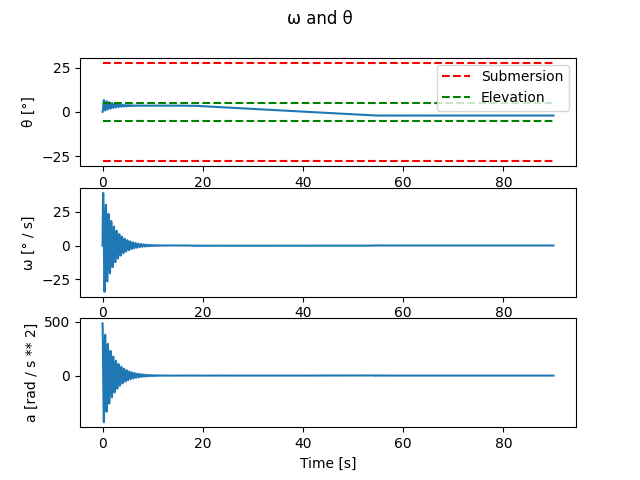 ω and θ
θ [°]
25
0
−25
Submersion
Elevation
0 20 40 60 80
ω [° / s]
25
0
−25
0 20 40 60 80
a [rad / s ** 2]
500
0
0 20 40 60 80
Time [s]